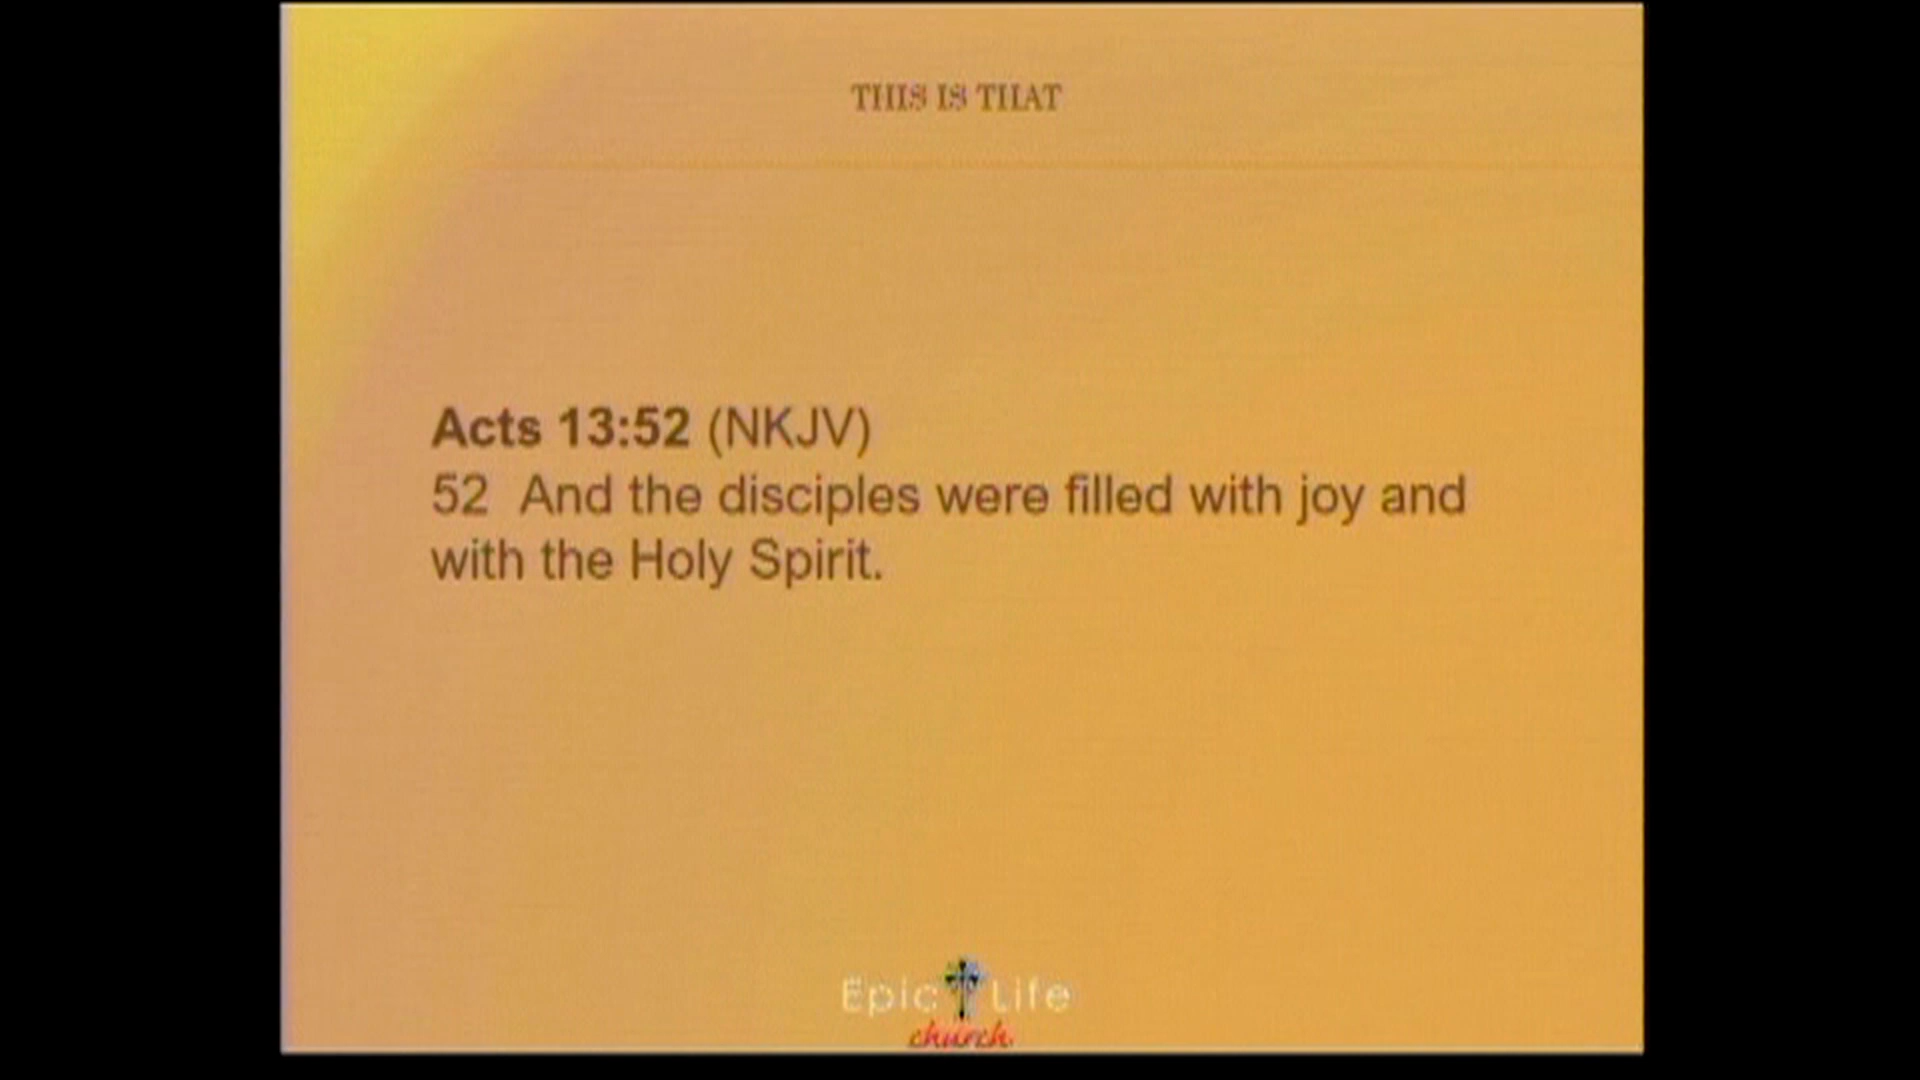 THIS IS THAT
Acts 13:52 (NKJV)
52 And the disciples were filled with joy and
with the Holy Spirit.
Epic Life
church